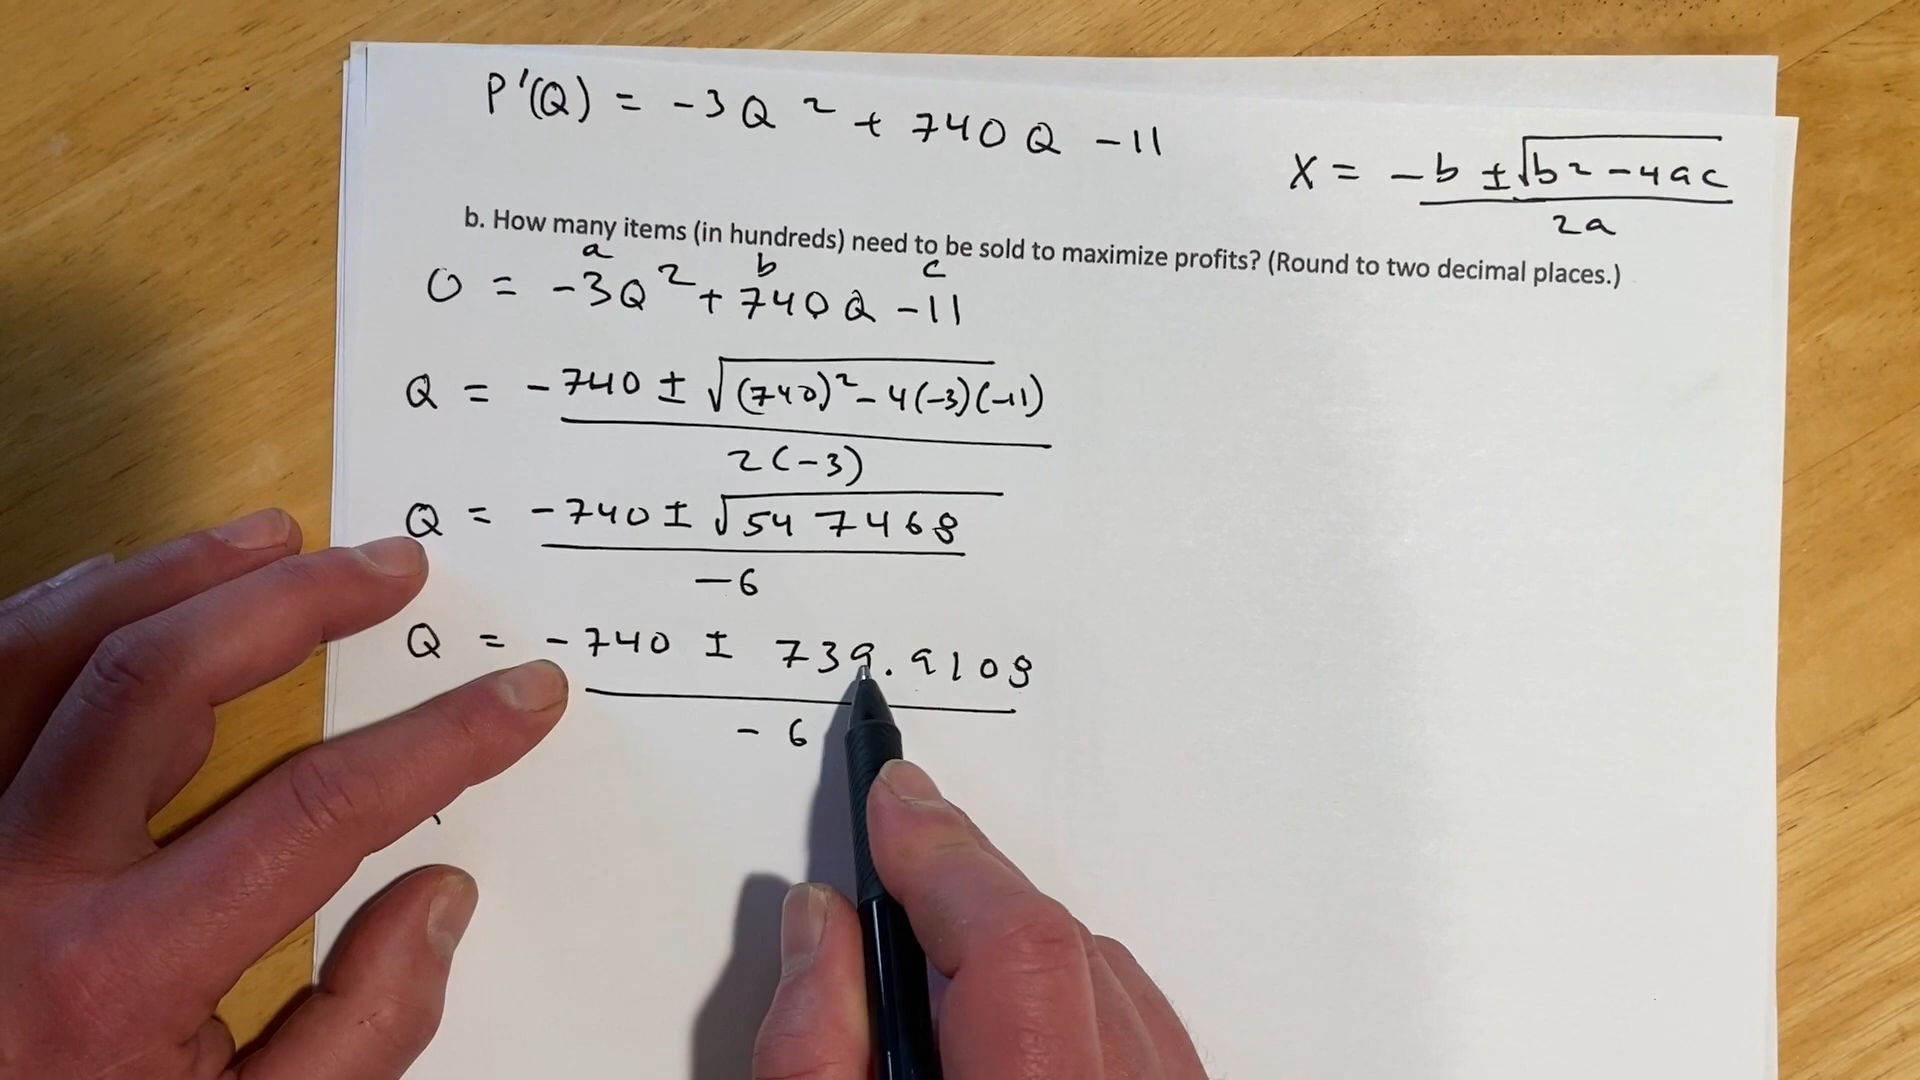 P'(Q) = -3Q² + 740Q - 11
X = -b ± √b² - 4ac
2a
b. How many items (in hundreds) need to be sold to maximize profits? (Round to two decimal places.)
a b c
0 = -3Q² + 740Q - 11
Q = -740 ± √(740)² - 4(-3)(-11)
2(-3)
Q = -740 ± √547468
-6
Q = -740 ± 739.9108
-6